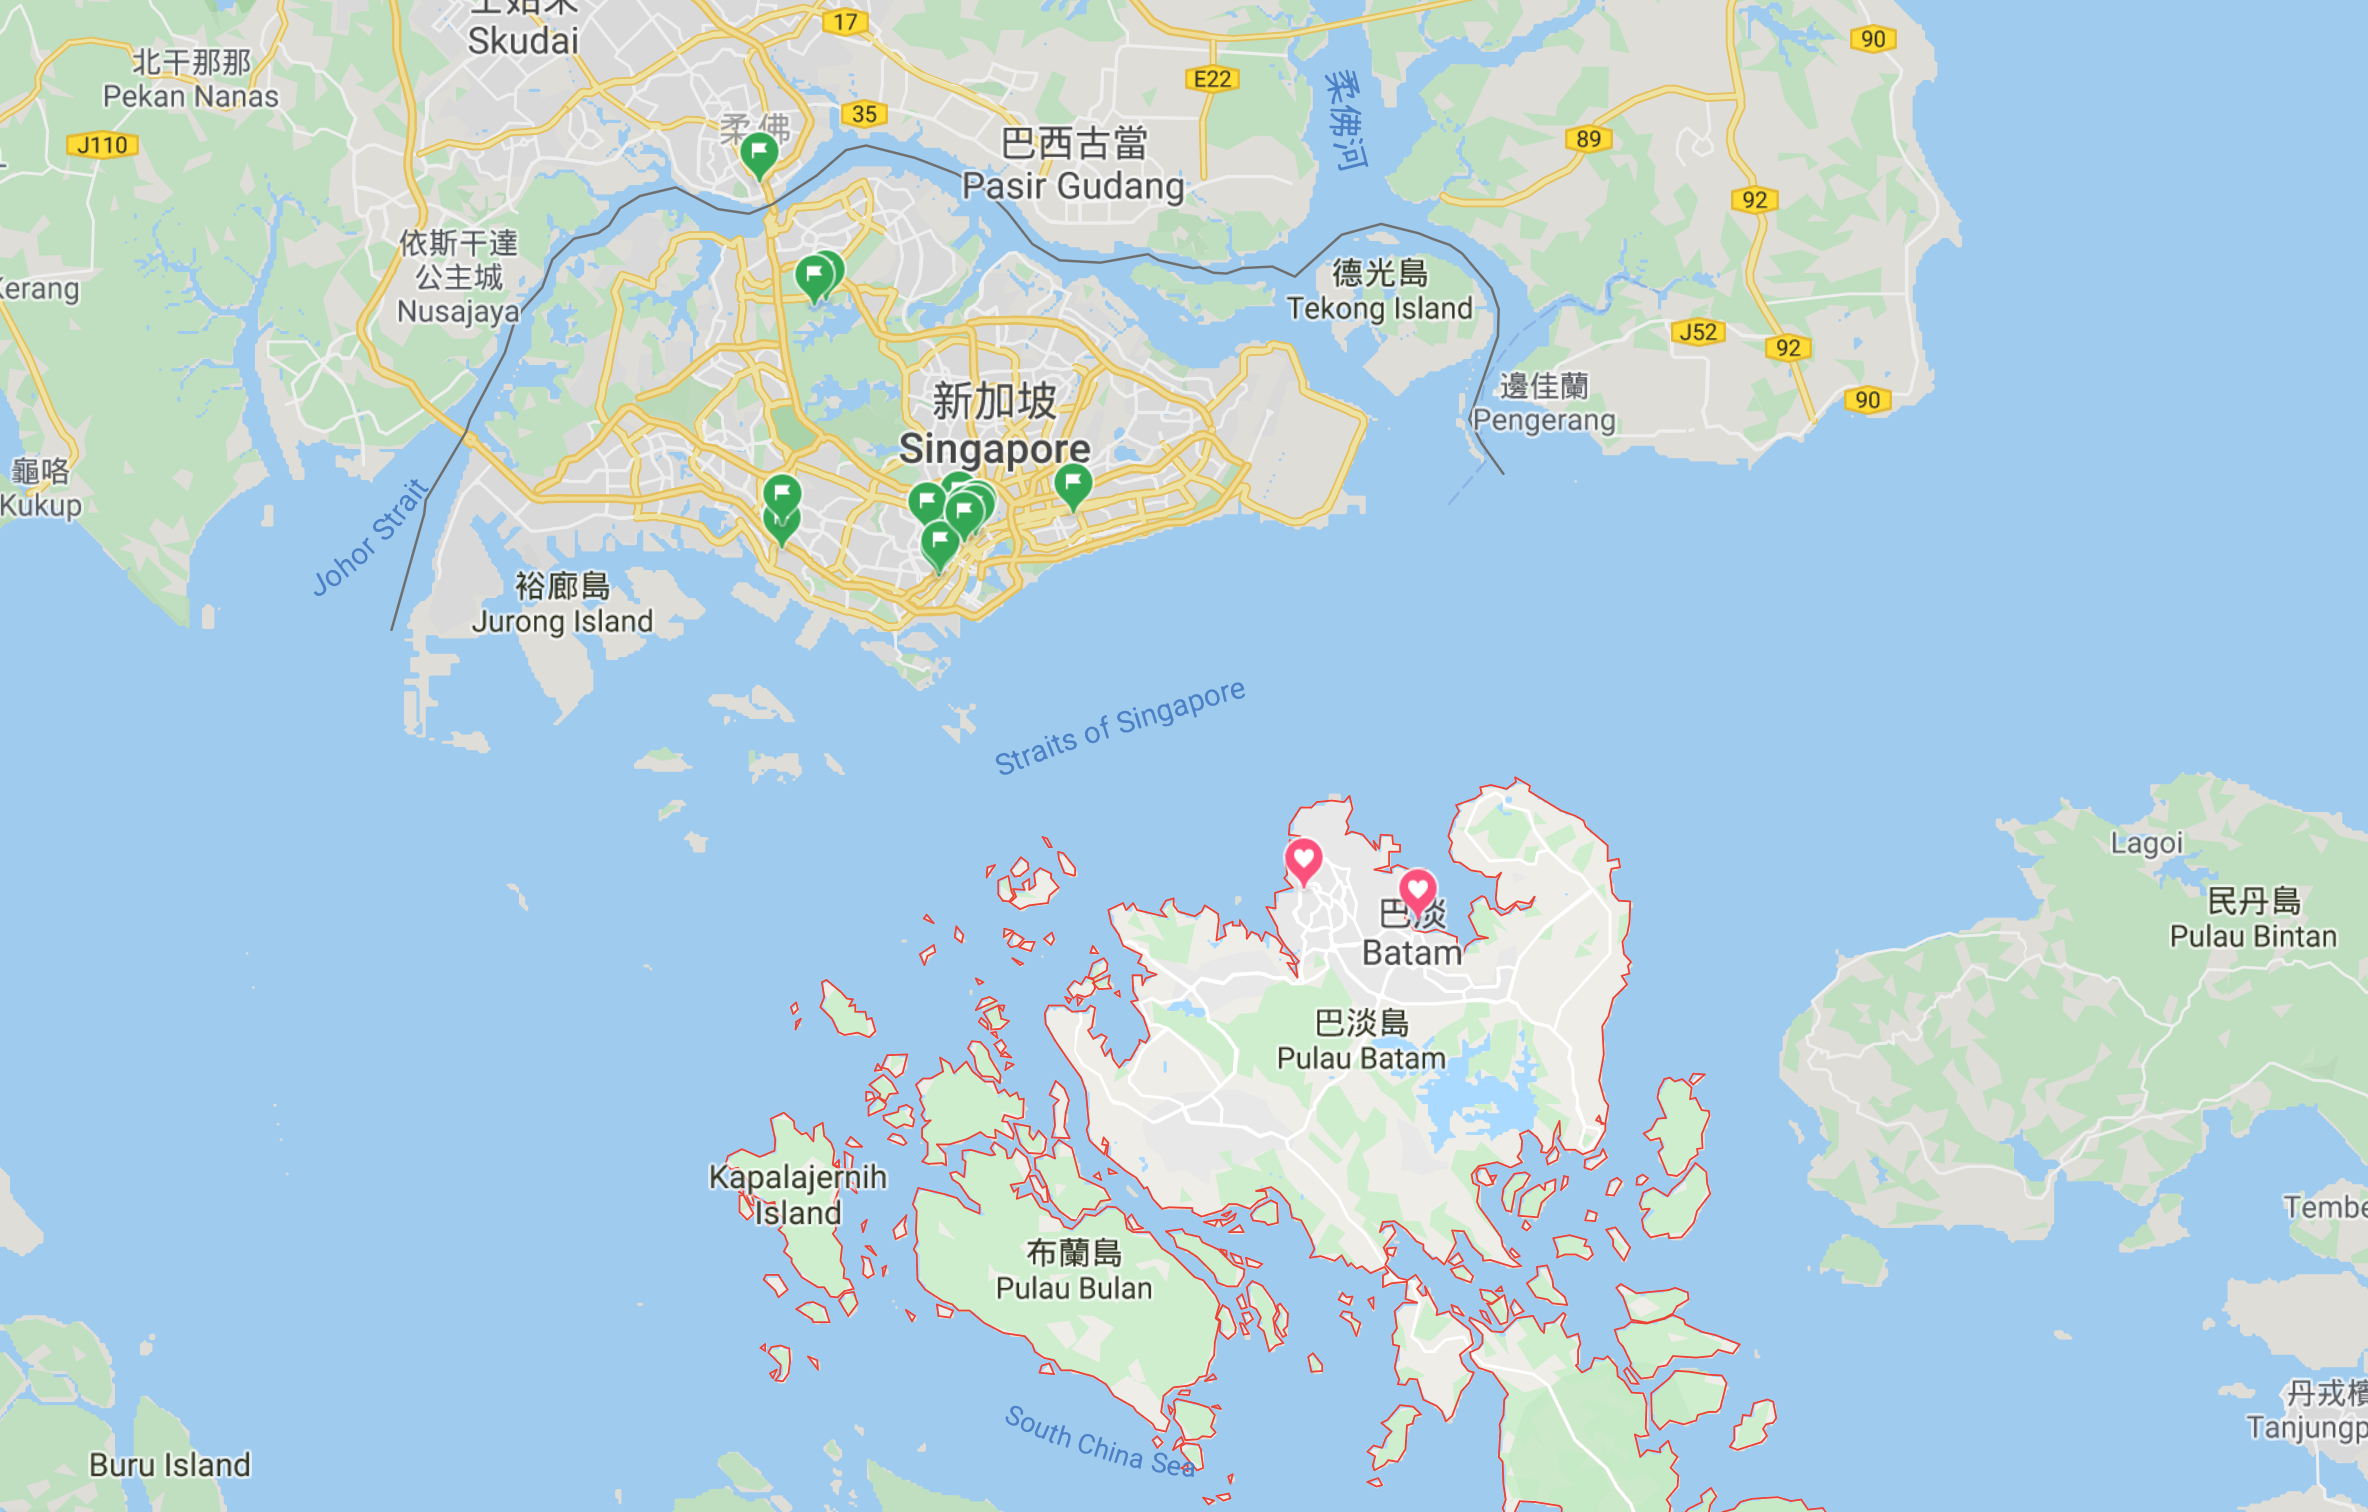 Skudai
17
北干那那
Pekan Nanas
90
E22
J110
35
柔佛
巴西古當
Pasir Gudang
柔佛河
89
92
依斯干達
公主城
Nusajaya
德光島
Tekong Island
Kerang
J52
92
新加坡
Singapore
邊佳蘭
Pengerang
90
龜咯
Kukup
Johor Strait
裕廊島
Jurong Island
Straits of Singapore
Lagoi
民丹島
Pulau Bintan
巴淡
Batam
巴淡島
Pulau Batam
Kapalajernih
Island
布蘭島
Pulau Bulan
Tembe
丹戎檳
Tanjungp
South China Sea
Buru Island